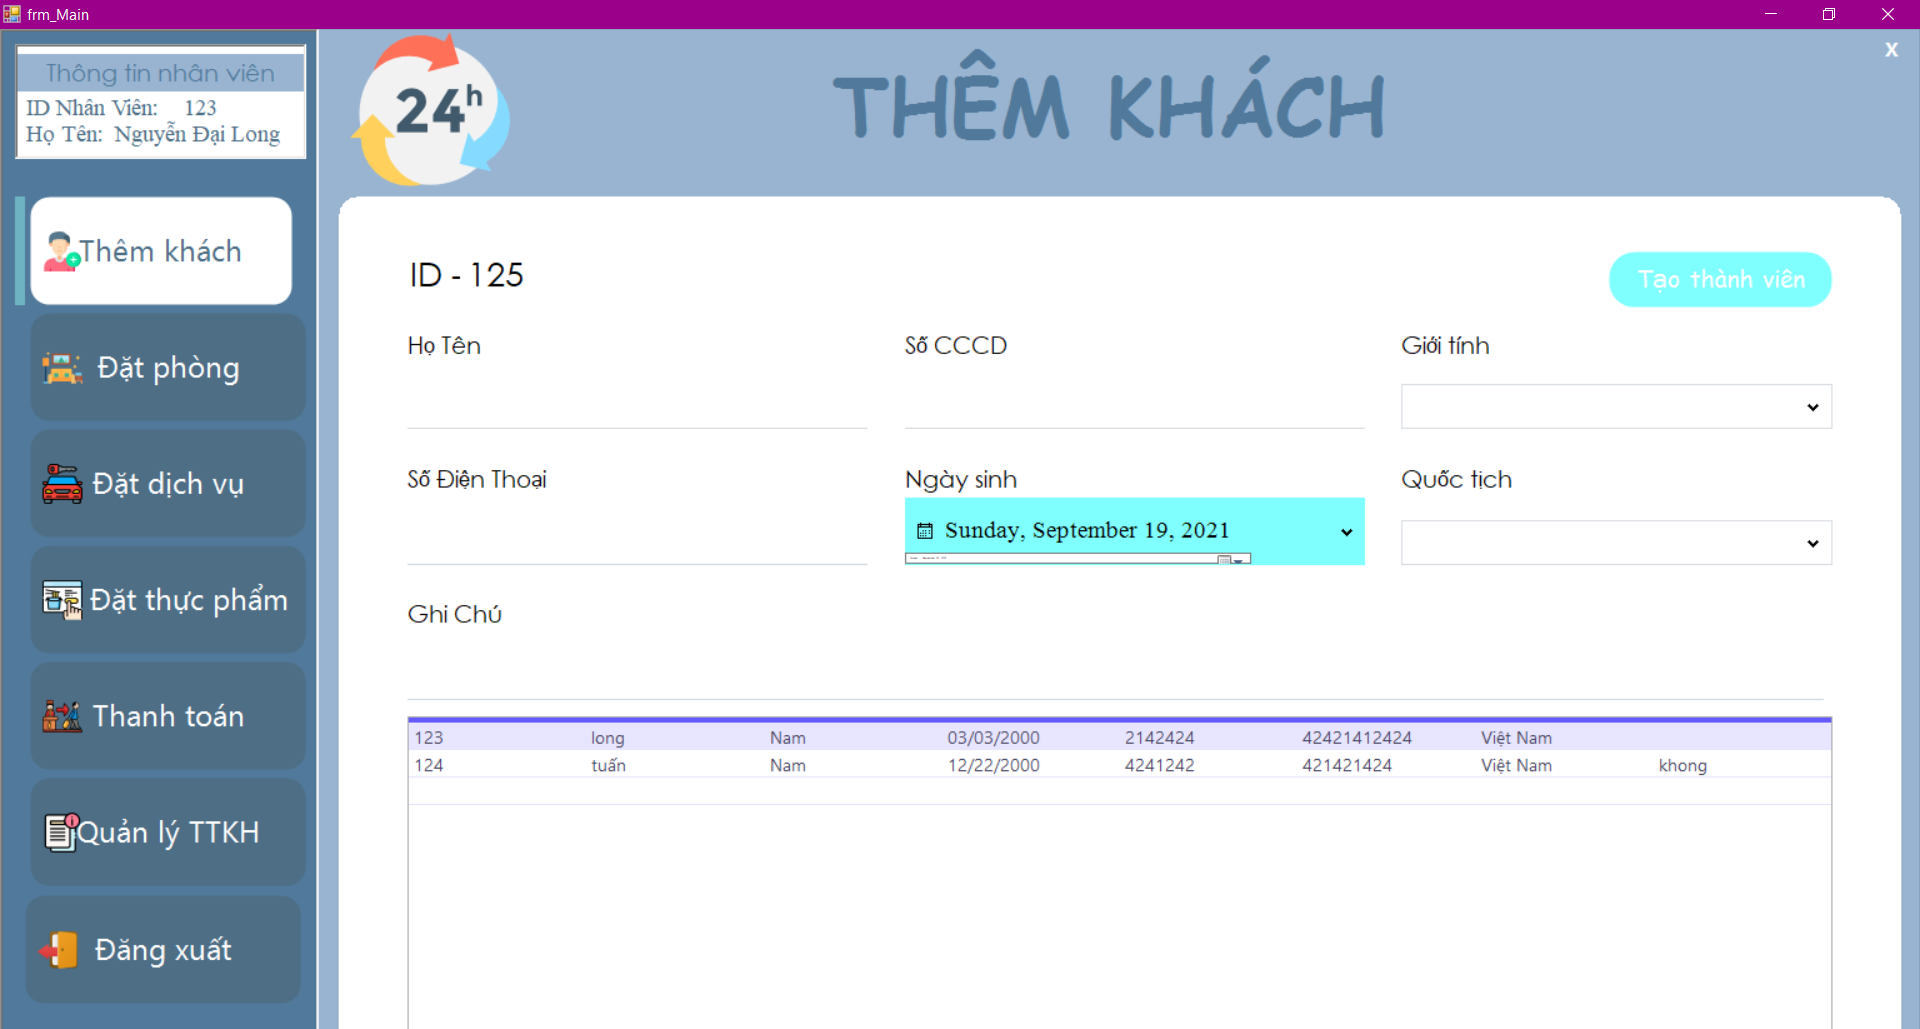 frm_Main
Thông tin nhân viên
ID Nhân Viên: 123
Họ Tên: Nguyễn Đại Long
Thêm khách
Đặt phòng
Đặt dịch vụ
Đặt thực phẩm
Thanh toán
Quản lý TTKH
Đăng xuất
24h
THÊM KHÁCH
X
ID - 125
Tạo thành viên
Họ Tên
Số CCCD
Giới tính
Số Điện Thoại
Ngày sinh
Quốc tịch
Sunday, September 19, 2021
Ghi Chú
123 long Nam 03/03/2000 2142424 42421412424 Việt Nam
124 tuấn Nam 12/22/2000 4241242 421421424 Việt Nam khong